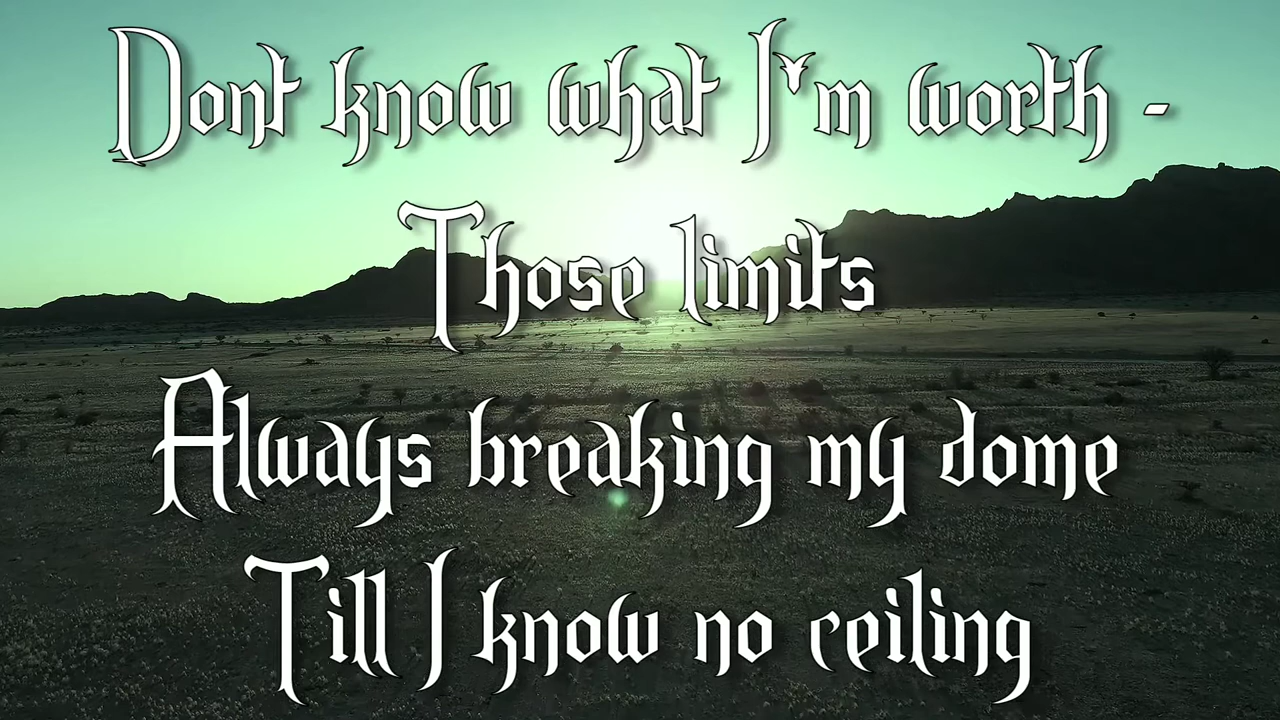 Dont know what I'm worth -
Those limits
Always breaking my dome
Till I know no ceiling